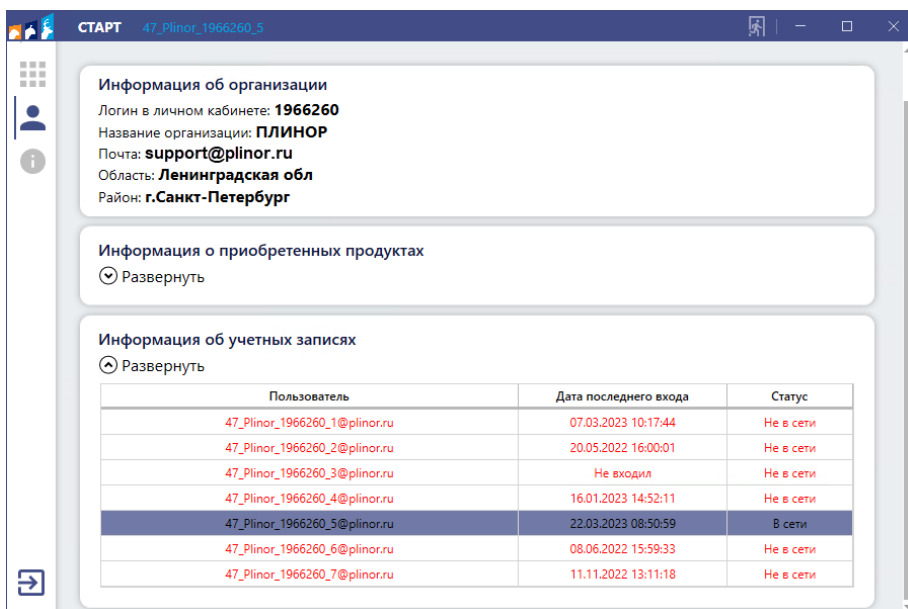 СТАРТ 47_Plinor_1966260_5
Информация об организации
Логин в личном кабинете: 1966260
Название организации: ПЛИНОР
Почта: support@plinor.ru
Область: Ленинградская обл
Район: г.Санкт-Петербург
Информация о приобретенных продуктах
Развернуть
Информация об учетных записях
Развернуть
Пользователь Дата последнего входа Статус
47_Plinor_1966260_1@plinor.ru 07.03.2023 10:17:44 Не в сети
47_Plinor_1966260_2@plinor.ru 20.05.2022 16:00:01 Не в сети
47_Plinor_1966260_3@plinor.ru Не входил Не в сети
47_Plinor_1966260_4@plinor.ru 16.01.2023 14:52:11 Не в сети
47_Plinor_1966260_5@plinor.ru 22.03.2023 08:50:59 В сети
47_Plinor_1966260_6@plinor.ru 08.06.2022 15:59:33 Не в сети
47_Plinor_1966260_7@plinor.ru 11.11.2022 13:11:18 Не в сети